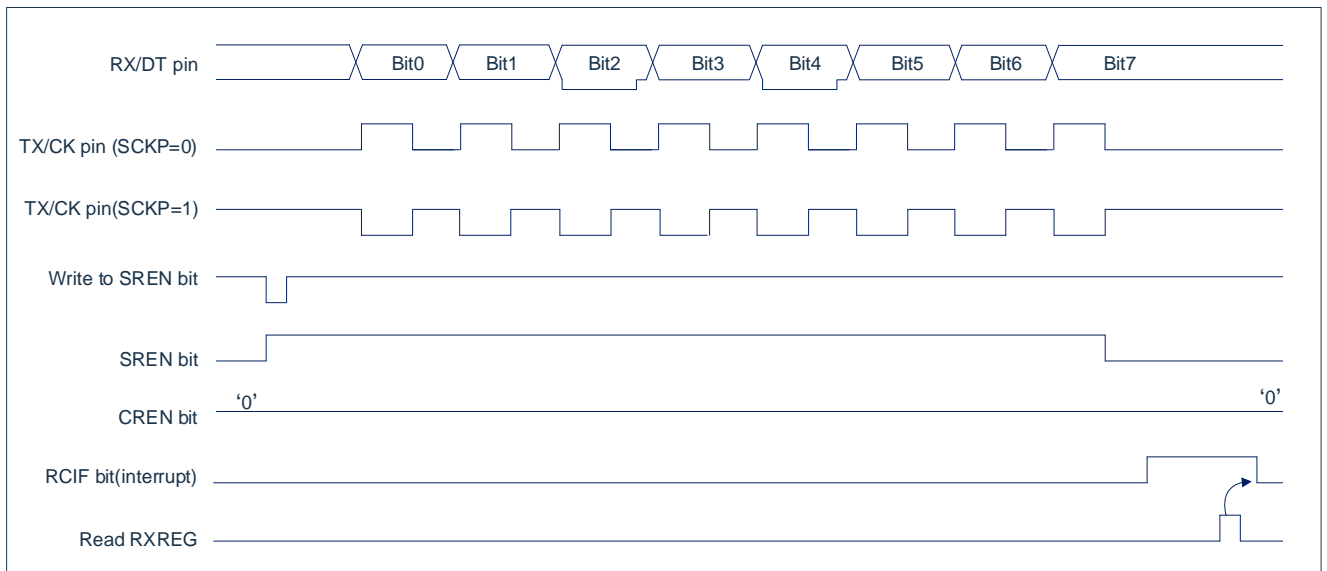 RX/DT pin Bit0 Bit1 Bit2 Bit3 Bit4 Bit5 Bit6 Bit7
TX/CK pin (SCKP=0)
TX/CK pin(SCKP=1)
Write to SREN bit
SREN bit
CREN bit ‘0’ ‘0’
RCIF bit(interrupt)
Read RXREG